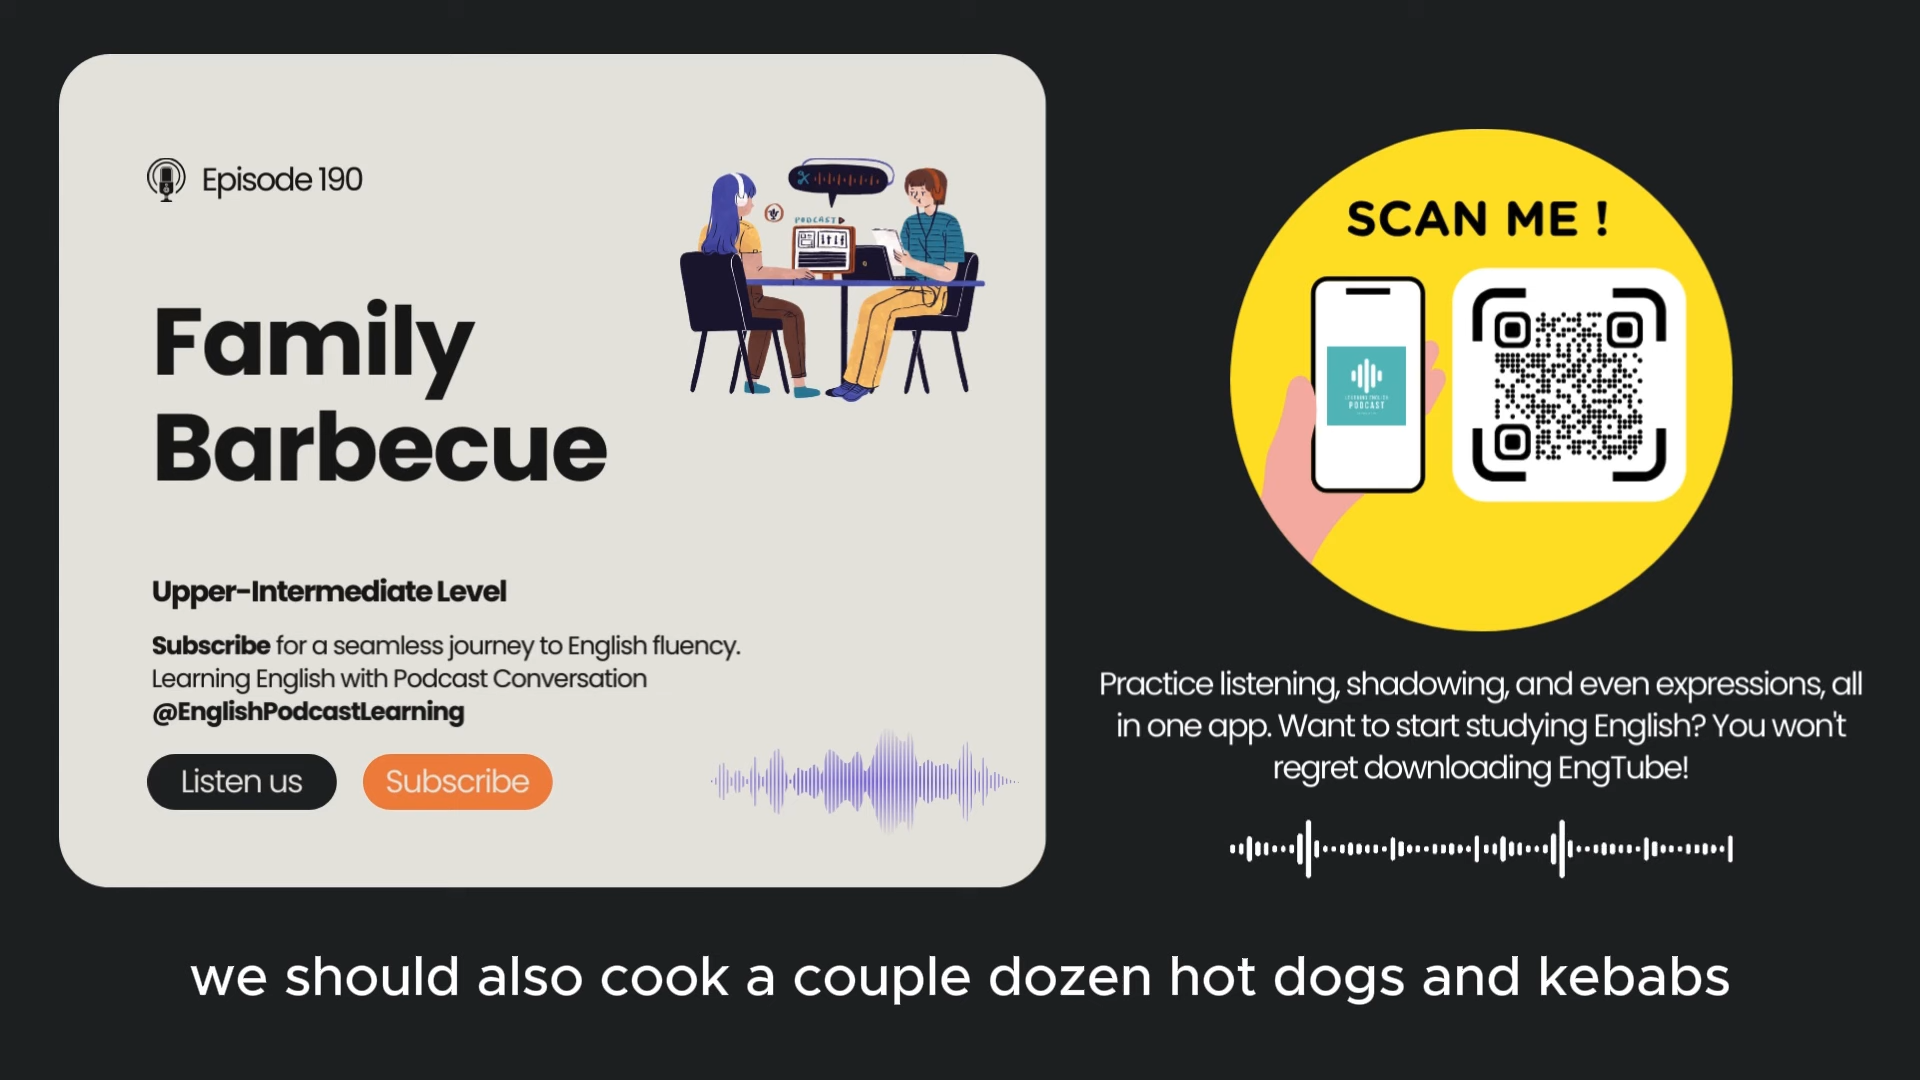 Episode 190
PODCAST
Family
Barbecue
Upper-Intermediate Level
Subscribe for a seamless journey to English fluency.
Learning English with Podcast Conversation
@EnglishPodcastLearning
Listen us
Subscribe
SCAN ME !
PODCAST
Practice listening, shadowing, and even expressions, all
in one app. Want to start studying English? You won't
regret downloading EngTube!
we should also cook a couple dozen hot dogs and kebabs